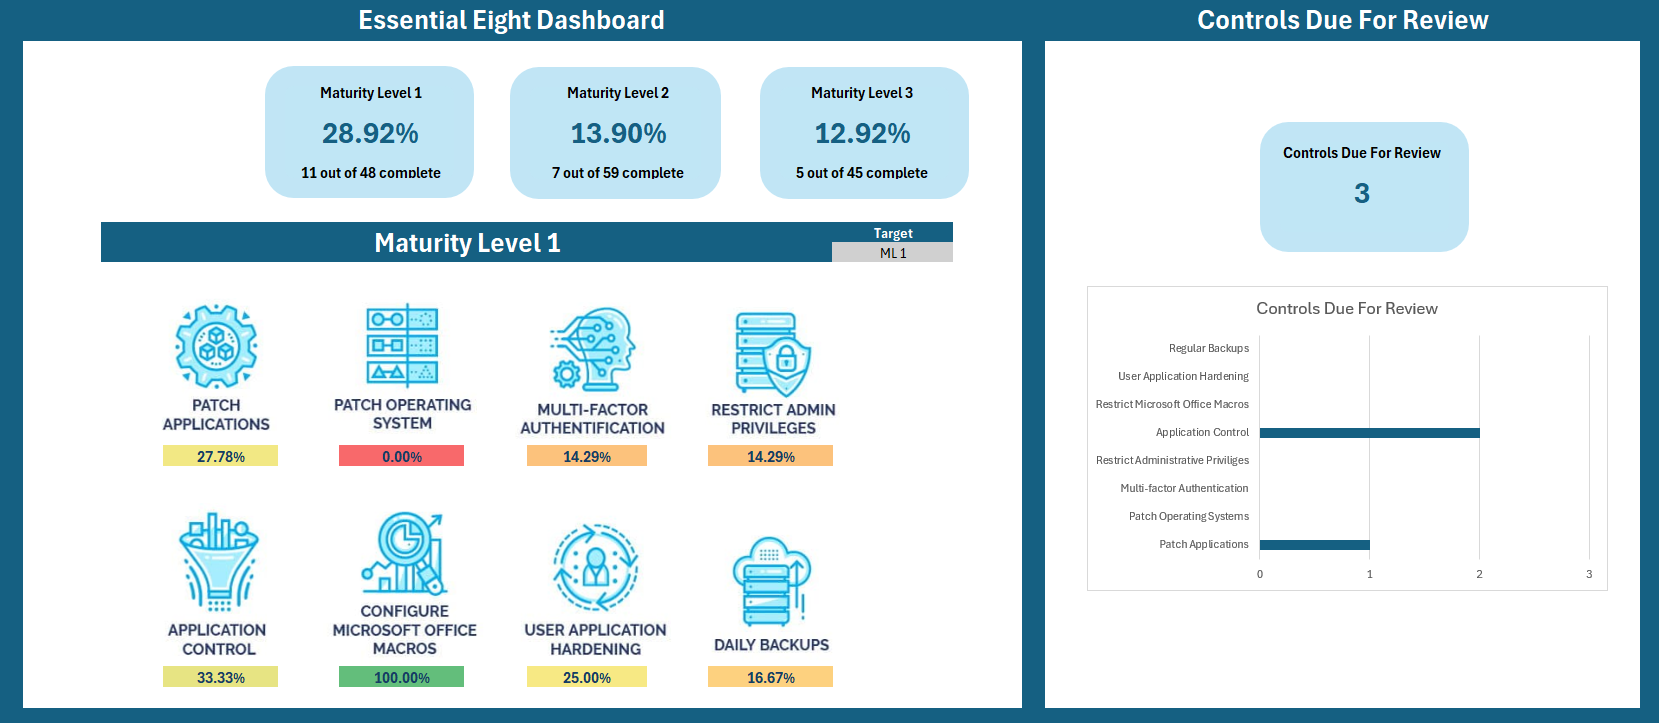 Essential Eight Dashboard
Controls Due For Review
Maturity Level 1
28.92%
11 out of 48 complete
Maturity Level 2
13.90%
7 out of 59 complete
Maturity Level 3
12.92%
5 out of 45 complete
Maturity Level 1
Target
ML 1
PATCH
APPLICATIONS
27.78%
PATCH OPERATING
SYSTEM
0.00%
MULTI-FACTOR
AUTHENTIFICATION
14.29%
RESTRICT ADMIN
PRIVILEGES
14.29%
APPLICATION
CONTROL
33.33%
CONFIGURE
MICROSOFT OFFICE
MACROS
100.00%
USER APPLICATION
HARDENING
25.00%
DAILY BACKUPS
16.67%
Controls Due For Review
3
Controls Due For Review
Regular Backups
User Application Hardening
Restrict Microsoft Office Macros
Application Control
Restrict Administrative Priviliges
Multi-factor Authentication
Patch Operating Systems
Patch Applications
0 1 2 3